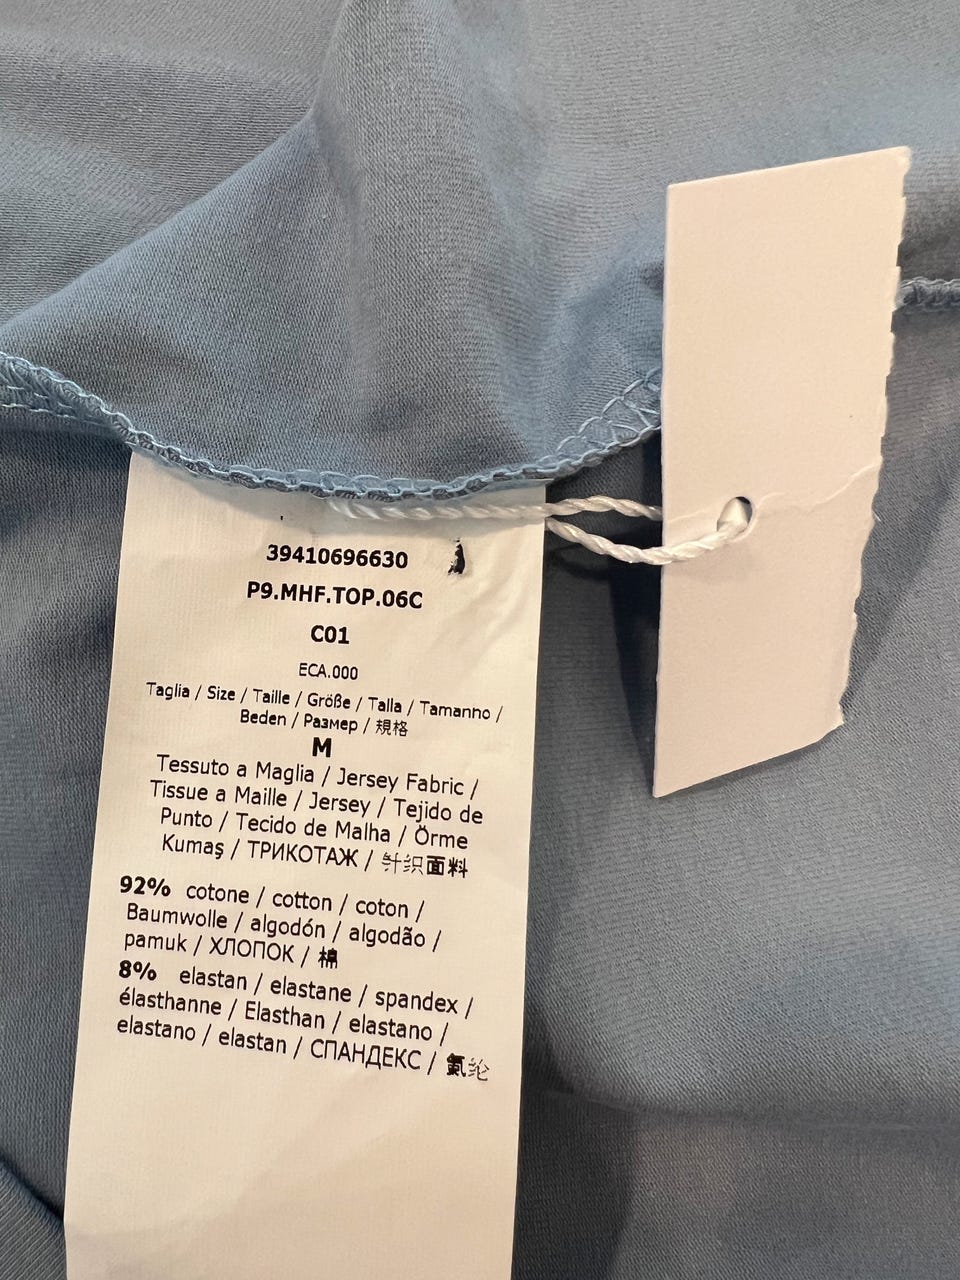 39410696630
P9.MHF.TOP.06C
C01
ECA.000
Taglia / Size / Taille / Größe / Talla / Tamanho /
Beden / Размер / 規格
M
Tessuto a Maglia / Jersey Fabric /
Tissue a Maille / Jersey / Tejido de
Punto / Tecido de Malha / Örme
Kumaş / ТРИКОТАЖ / 针织面料
92% cotone / cotton / coton /
Baumwolle / algodón / algodão /
pamuk / ХЛОПОК / 棉
8% elastan / elastane / spandex /
élasthanne / Elasthan / elastano /
elastano / elastan / СПАНДЕКС / 氨纶